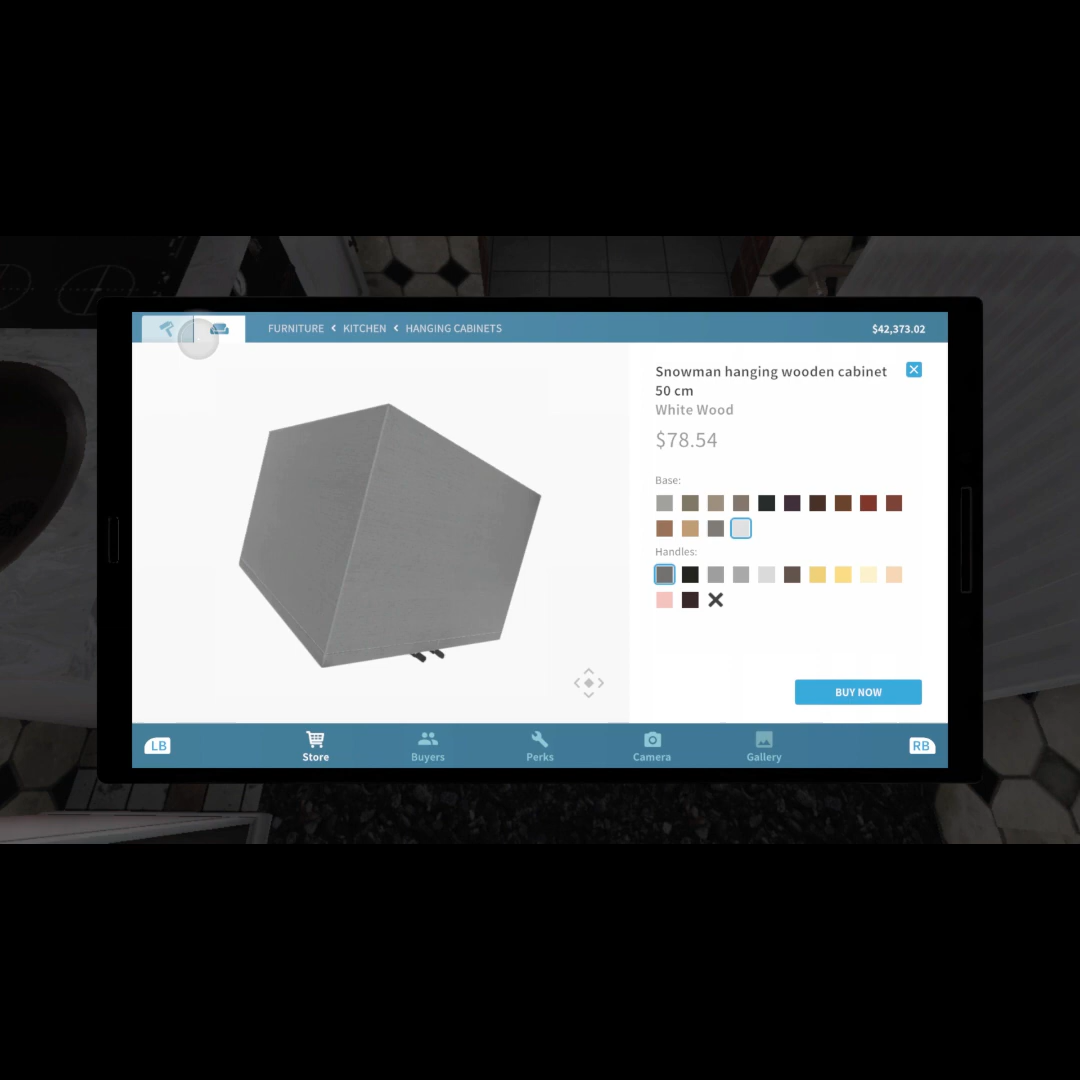 FURNITURE < KITCHEN < HANGING CABINETS
$42,373.02
Snowman hanging wooden cabinet
50 cm
White Wood
$78.54
Base:
Handles:
BUY NOW
LB
Store
Buyers
Perks
Camera
Gallery
RB